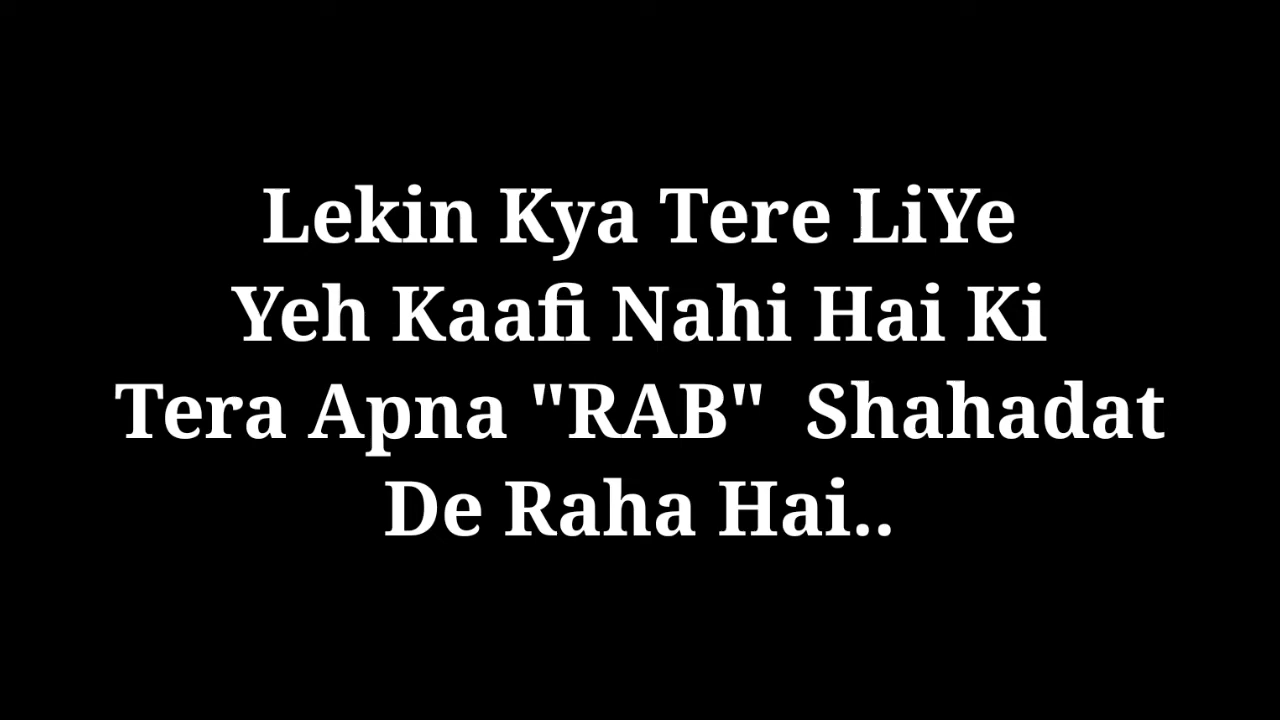 Lekin Kya Tere LiYe
Yeh Kaafi Nahi Hai Ki
Tera Apna "RAB"  Shahadat
De Raha Hai..